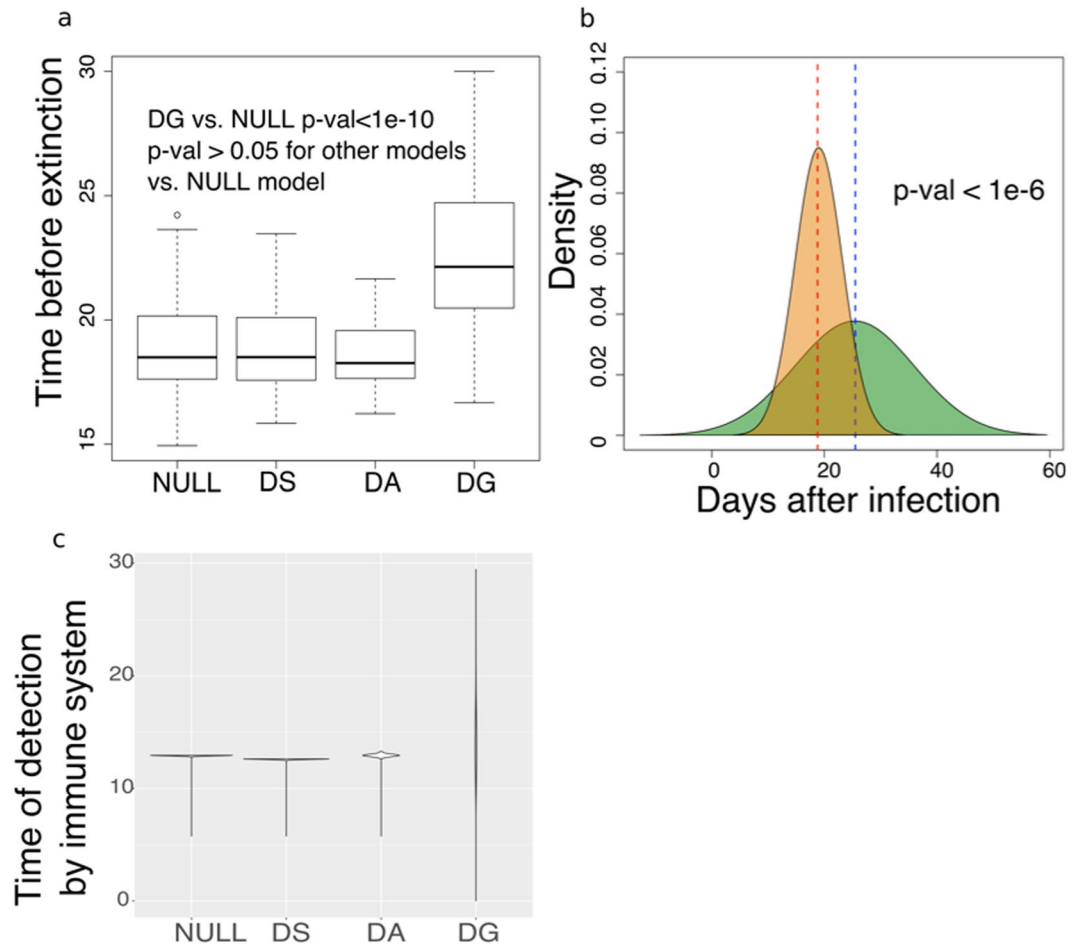 a
Time before extinction
30
25
20
15
DG vs. NULL p-val<1e-10
p-val > 0.05 for other models
vs. NULL model
NULL DS DA DG
b
Density
0.12
0.10
0.08
0.06
0.04
0.02
0
p-val < 1e-6
0 20 40 60
Days after infection
c
Time of detection
by immune system
30
20
10
0
NULL DS DA DG